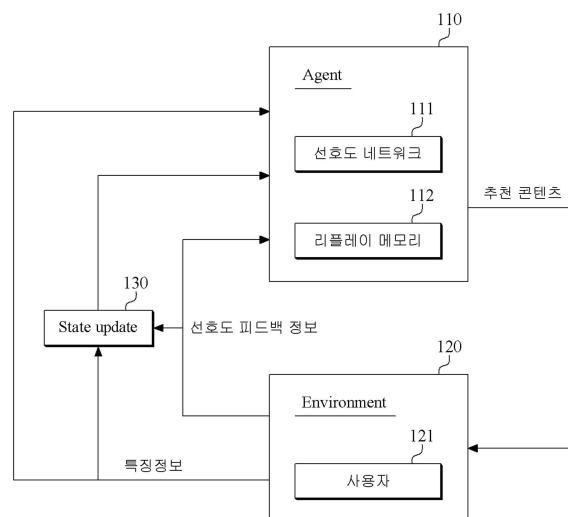 110
Agent
111
선호도 네트워크
추천 콘텐츠
112
리플레이 메모리
130
State update
선호도 피드백 정보
120
Environment
121
특징정보
사용자